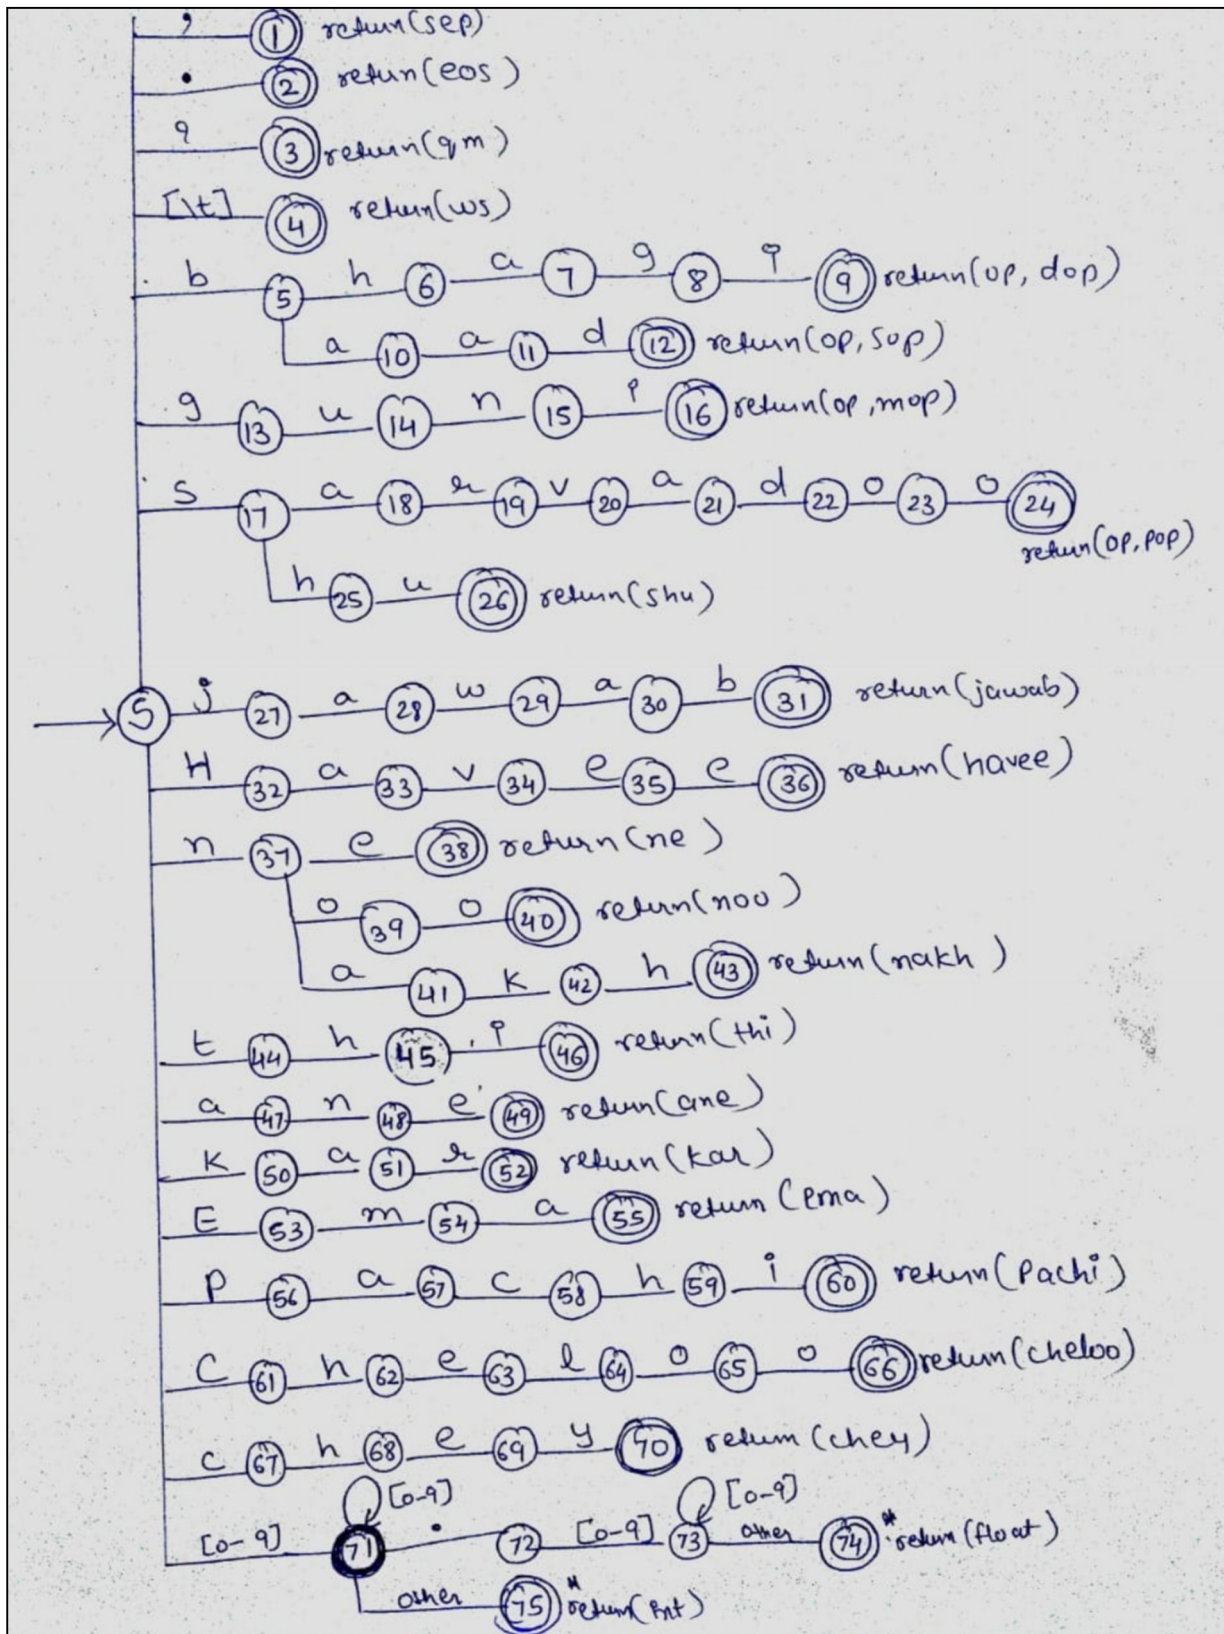 , 1 return(sep)
. 2 return(eos)
? 3 return(qm)
[\t] 4 return(ws)
b 5 h 6 a 7 g 8 i 9 return(op, dop)
a 10 a 11 d 12 return(op, sop)
g 13 u 14 n 15 i 16 return(op, mop)
s 17 a 18 r 19 v 20 a 21 d 22 o 23 o 24
return(op, pop)
h 25 u 26 return(shu)
S j 27 a 28 w 29 a 30 b 31 return(jawab)
H 32 a 33 v 34 e 35 e 36 return(havee)
n 37 e 38 return(ne)
o 39 o 40 return(noo)
a 41 k 42 h 43 return(nakh)
t 44 h 45 i 46 return(thi)
a 47 n 48 e 49 return(ane)
K 50 a 51 r 52 return(kar)
E 53 m 54 a 55 return(ema)
P 56 a 57 c 58 h 59 i 60 return(Pachi)
C 61 h 62 e 63 l 64 o 65 o 66 return(cheloo)
c 67 h 68 e 69 y 70 return(chey)
[0-9] [0-9]
[0-9] 71 . 72 [0-9] 73 other 74 * return(float)
other 75 * return(int)